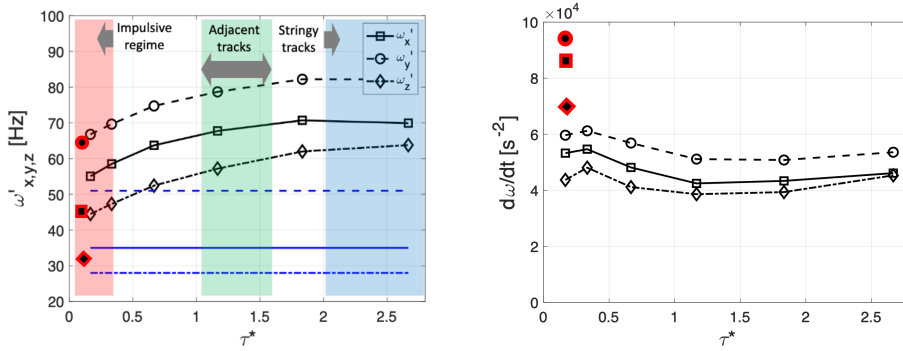 Impulsive
regime
Adjacent
tracks
Stringy
tracks
ωx'
ωy'
ωz'
100
90
80
70
60
50
40
30
20
ω'x,y,z [Hz]
0
0.5
1
1.5
2
2.5
τ*
10 × 10⁴
8
6
4
2
0
dω/dt [s⁻²]
0
0.5
1
1.5
2
2.5
τ*